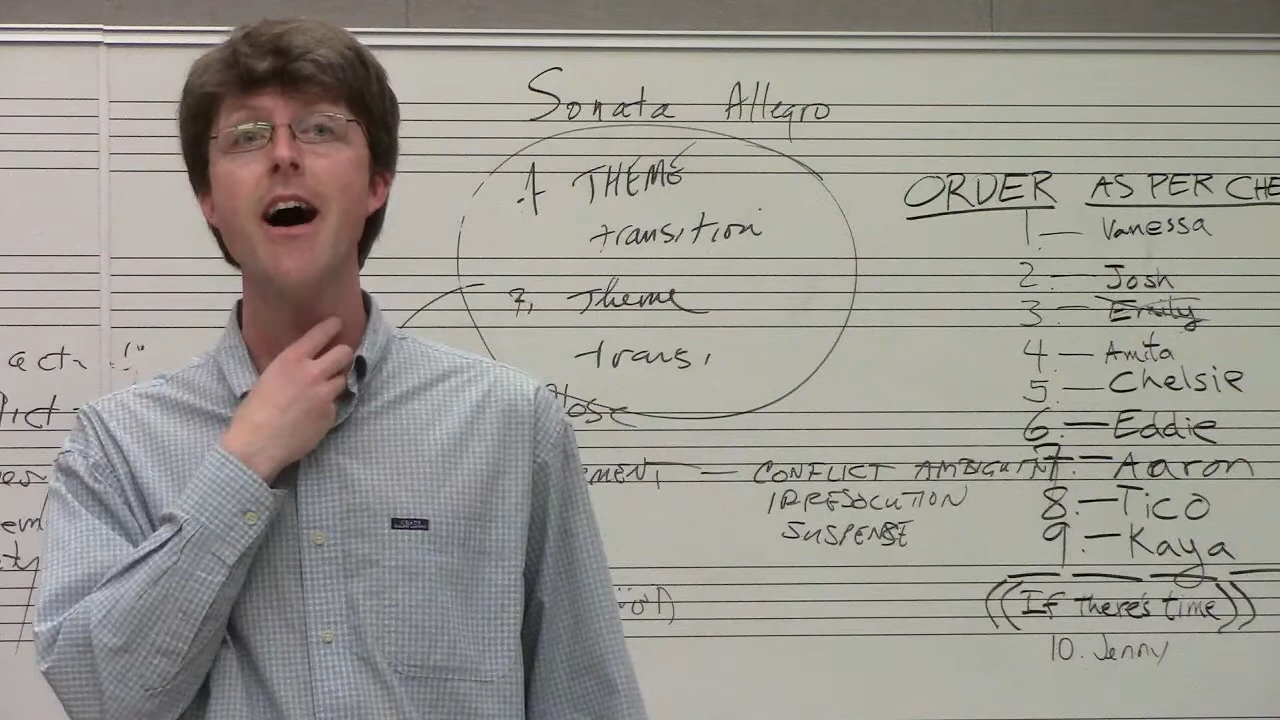 Sonata Allegro
1 THEME
transition
2. Theme
trans.
CONFLICT AMBIGUITY
IRRESOLUTION
SUSPENSE
ORDER AS PER CHE
1 — Vanessa
2. — Josh
3. — Emily
4 — Amita
5. — Chelsie
6. — Eddie
7. — Aaron
8. — Tico
9. — Kaya
((If there's time))
10. Jenny